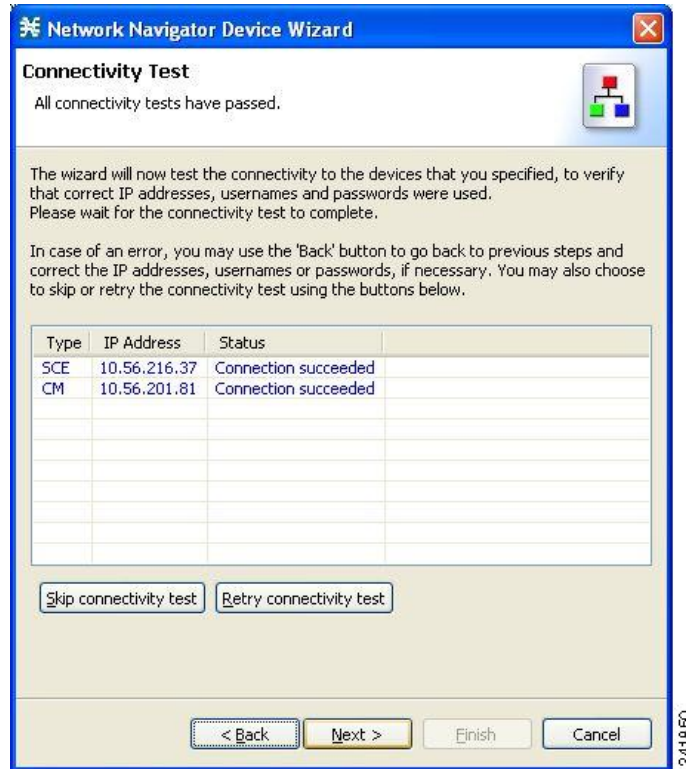 Network Navigator Device Wizard
Connectivity Test
All connectivity tests have passed.
The wizard will now test the connectivity to the devices that you specified, to verify
that correct IP addresses, usernames and passwords were used.
Please wait for the connectivity test to complete.
In case of an error, you may use the 'Back' button to go back to previous steps and
correct the IP addresses, usernames or passwords, if necessary. You may also choose
to skip or retry the connectivity test using the buttons below.
Type IP Address Status
SCE 10.56.216.37 Connection succeeded
CM 10.56.201.81 Connection succeeded
Skip connectivity test Retry connectivity test
< Back Next > Finish Cancel